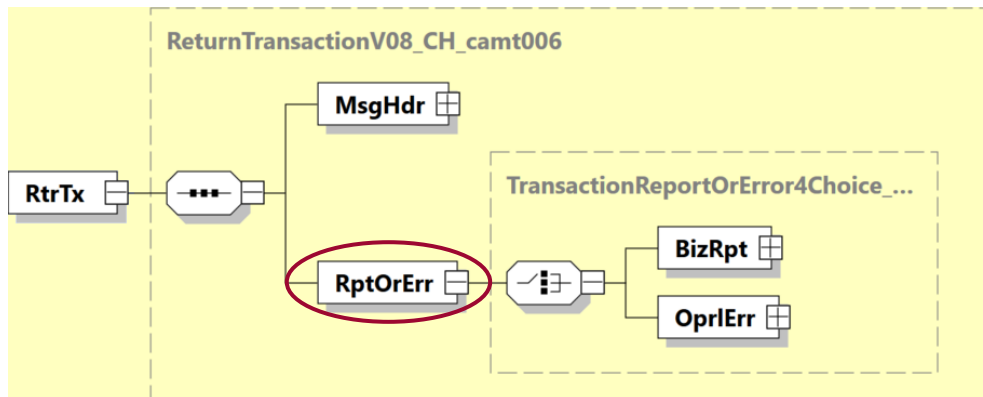 ReturnTransactionV08_CH_camt006
MsgHdr
TransactionReportOrError4Choice_...
RtrTx
BizRpt
RptOrErr
OprlErr